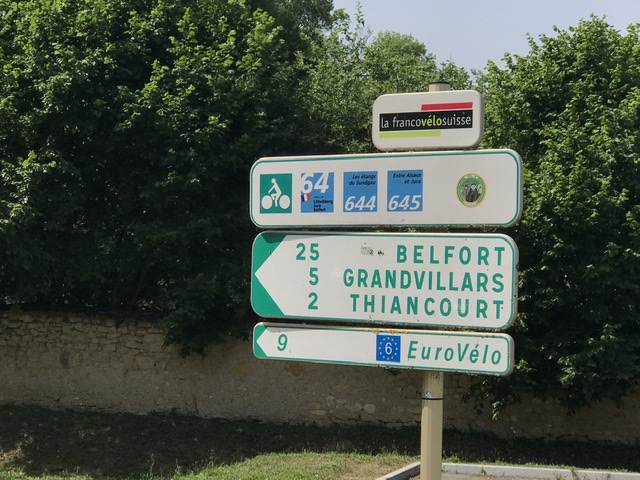 la francovélosuisse
64 Les étangs du Sundgau Entre Alsace et Jura
644 645
25 BELFORT
5 GRANDVILLARS
2 THIANCOURT
9 6 EuroVélo